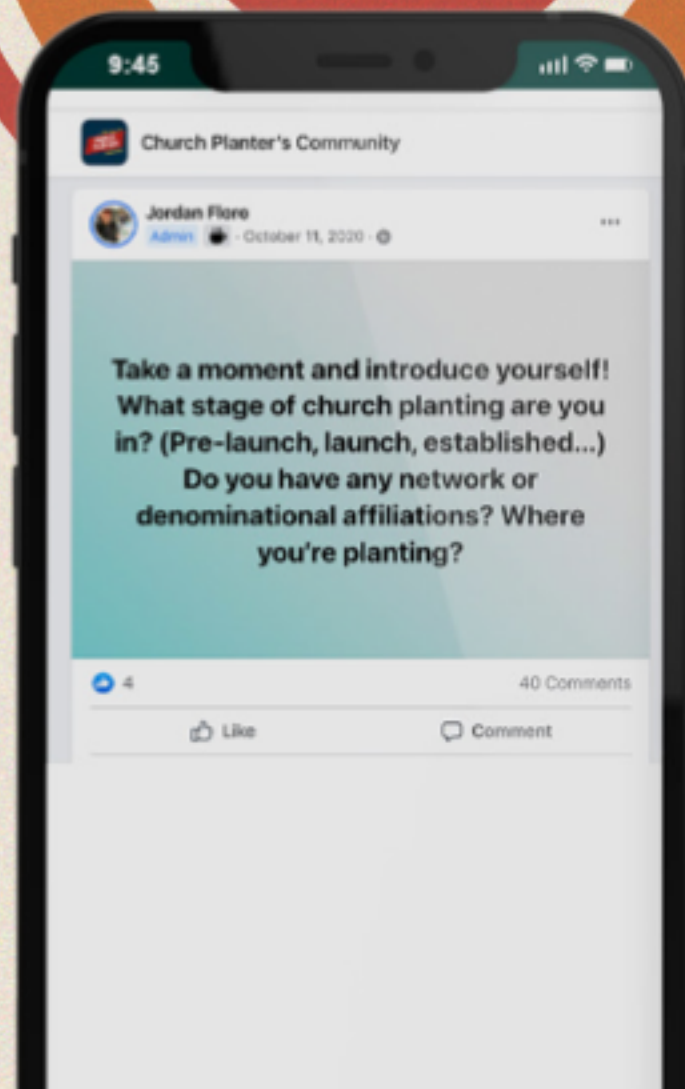 9:45
Church Planter's Community
Jordan Floro
Admin · October 11, 2020 ·
Take a moment and introduce yourself!
What stage of church planting are you
in? (Pre-launch, launch, established...)
Do you have any network or
denominational affiliations? Where
you're planting?
4
40 Comments
Like
Comment